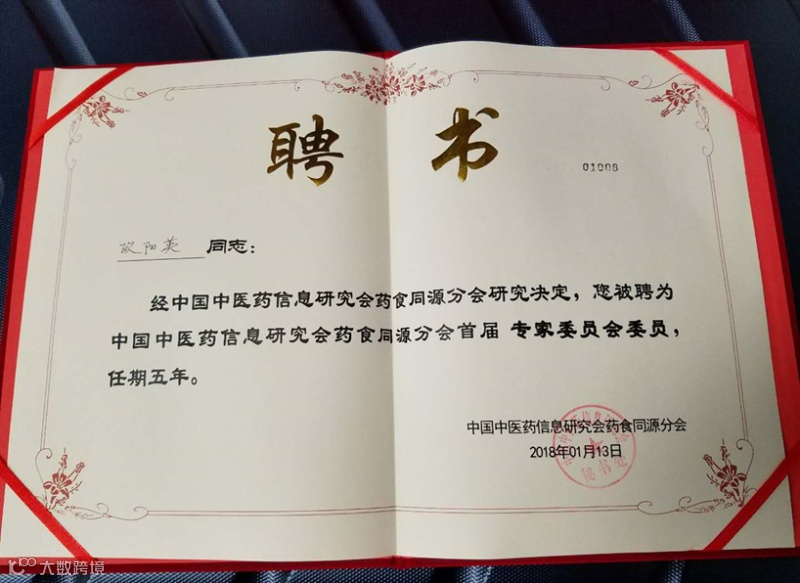 聘 书
01008
欧阳英 同志：
经中国中医药信息研究会药食同源分会研究决定，您被聘为
中国中医药信息研究会药食同源分会首届 专家委员会委员，
任期五年。
中国中医药信息研究会药食同源分会
2018年01月13日
秘书处
大数跨境